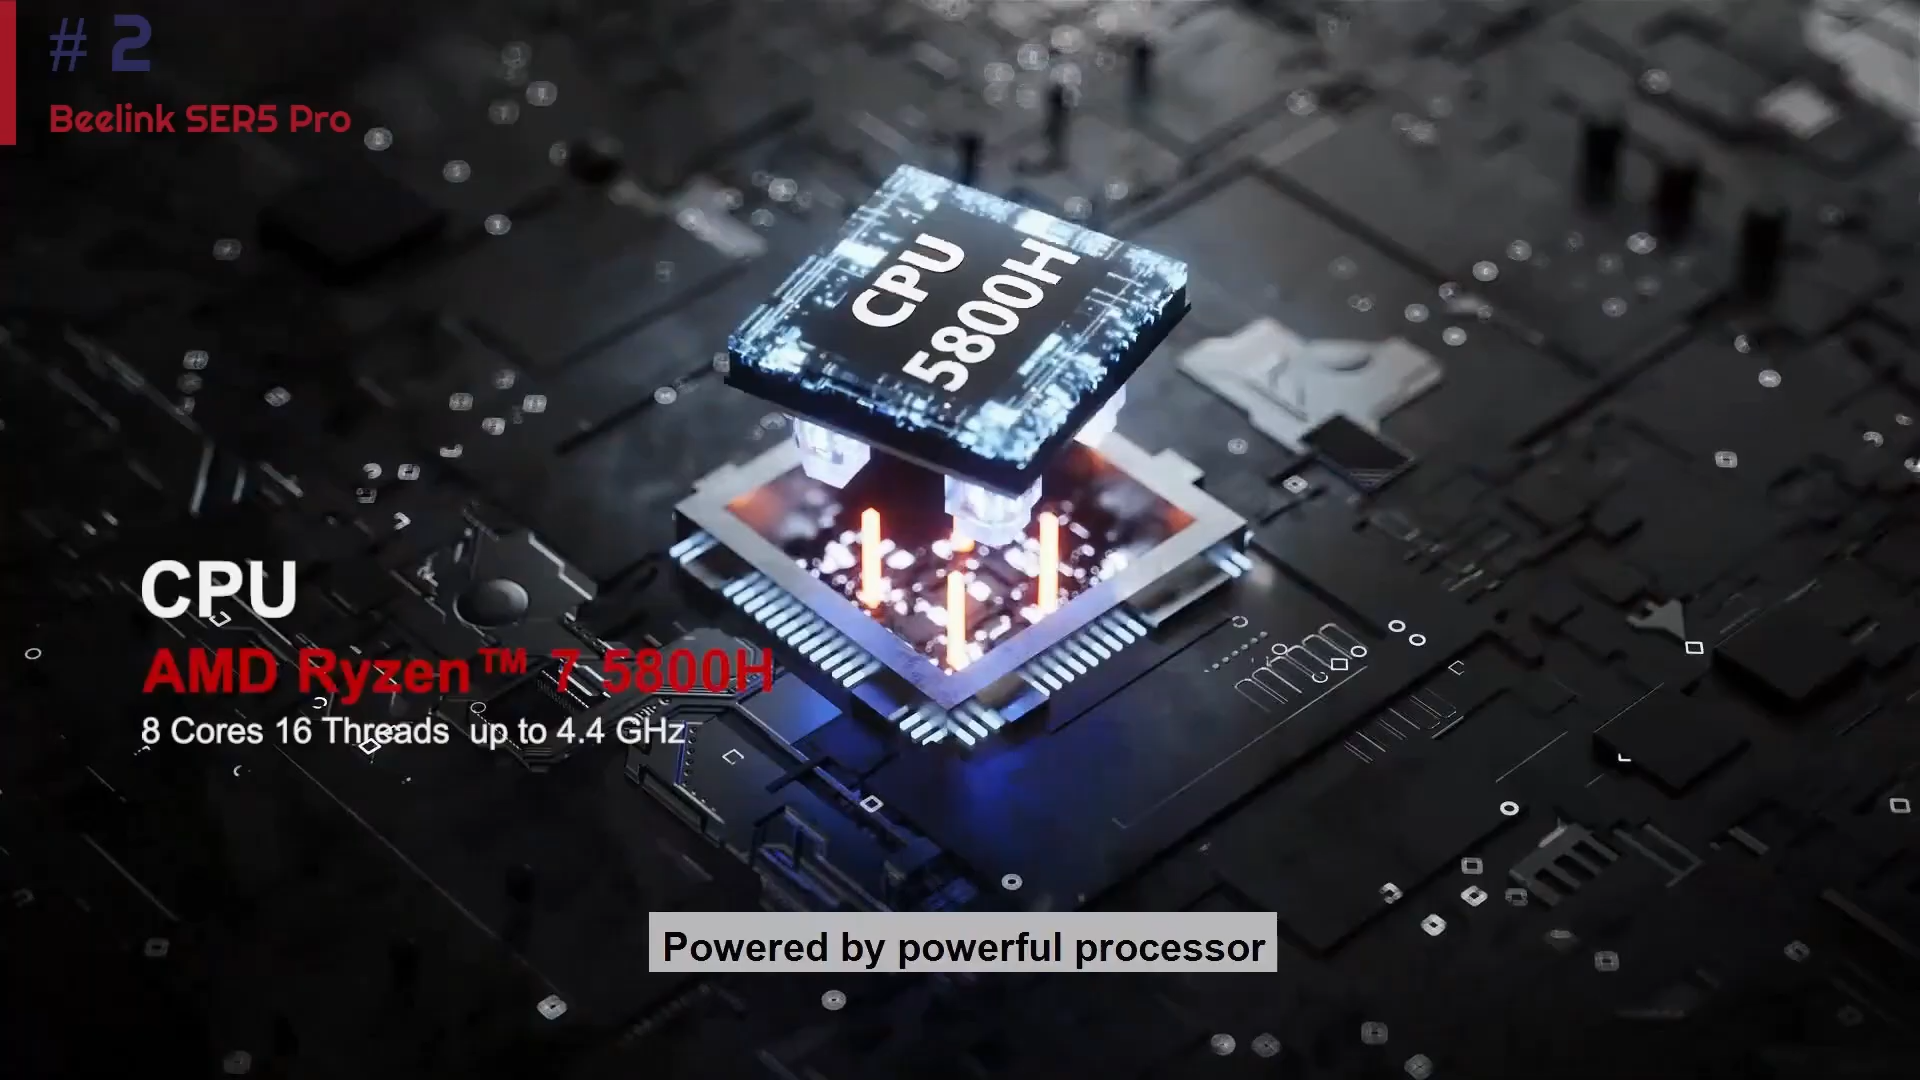 # 2
Beelink SER5 Pro
CPU
5800H
CPU
AMD Ryzen™ 7 5800H
8 Cores 16 Threads up to 4.4 GHz
Powered by powerful processor